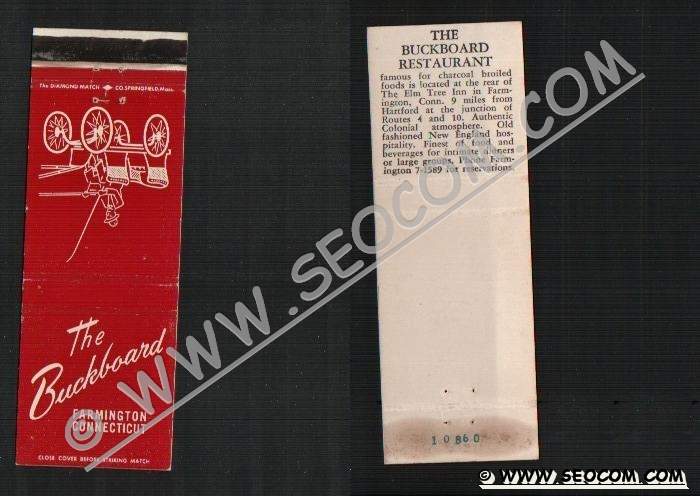 The DIAMOND MATCH CO. SPRINGFIELD, Mass.
The
Buckboard
FARMINGTON
CONNECTICUT
CLOSE COVER BEFORE STRIKING MATCH
THE
BUCKBOARD
RESTAURANT
famous for charcoal broiled
foods is located at the rear of
The Elm Tree Inn in Farm-
ington, Conn. 9 miles from
Hartford at the junction of
Routes 4 and 10. Authentic
Colonial atmosphere. Old
fashioned New England hos-
pitality. Finest of food and
beverages for intimate dinners
or large groups. Phone Farm-
ington 7-1589 for reservations.
10860
© WWW.SEOCOM.COM
© WWW.SEOCOM.COM